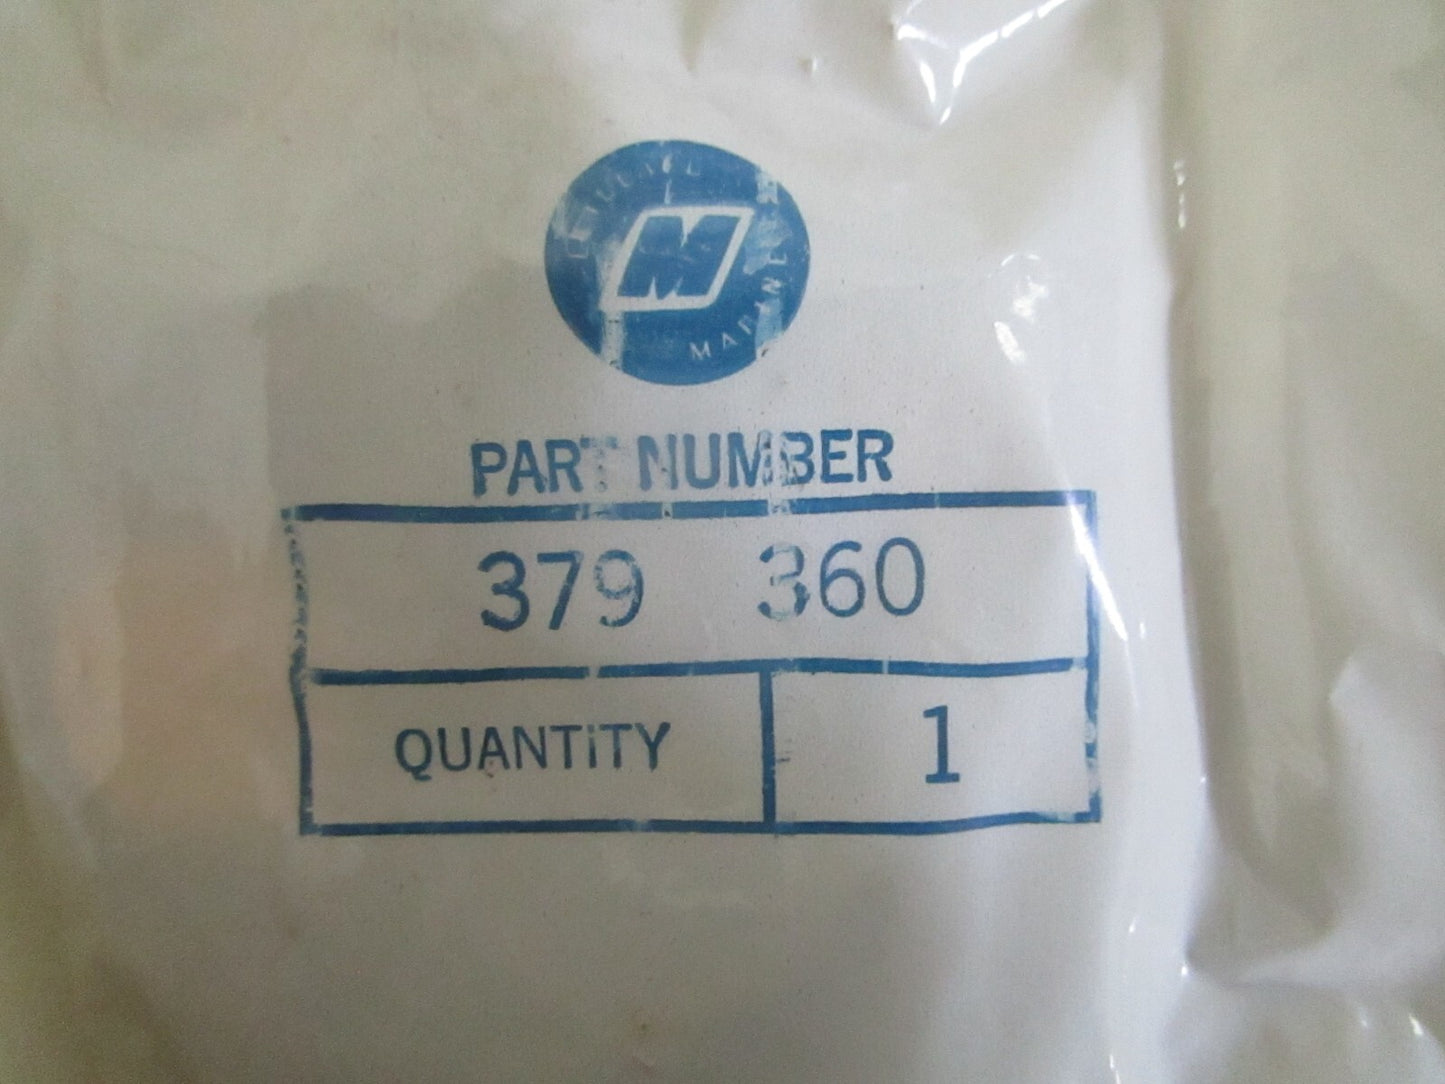 M
MARINE
PART NUMBER
379 360
QUANTiTY 1